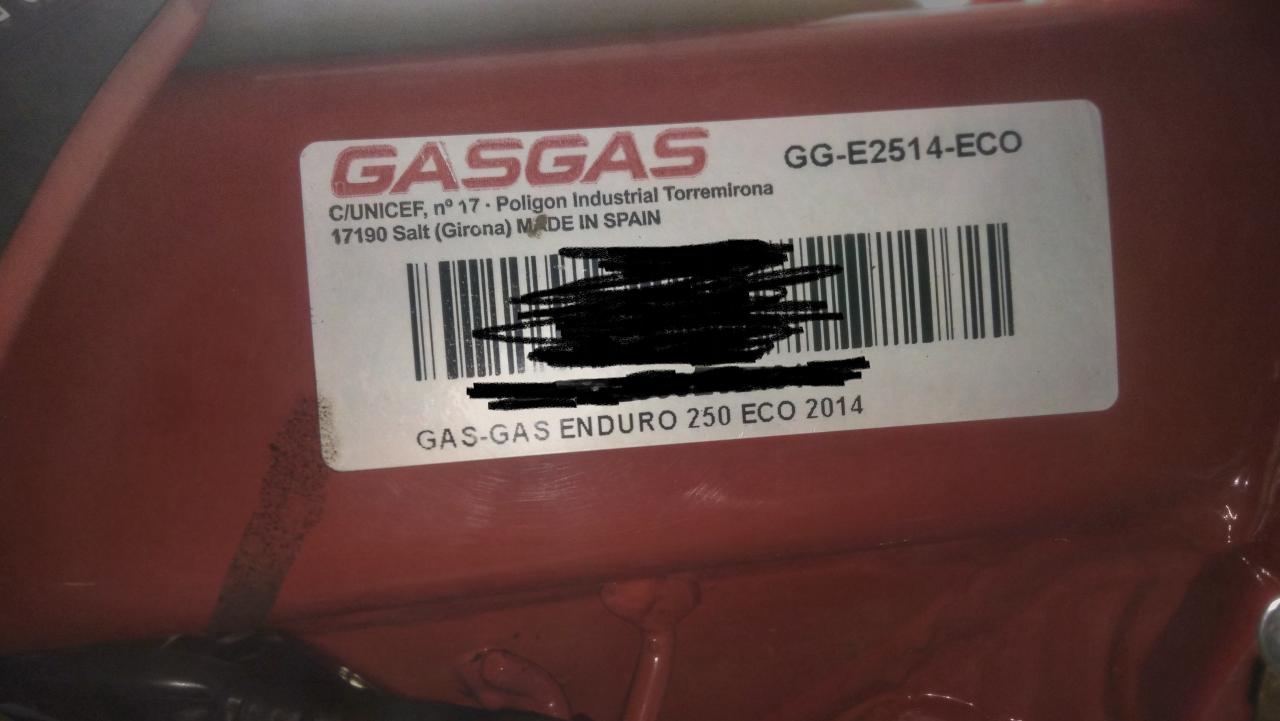 GASGAS
GG-E2514-ECO
C/UNICEF, nº 17 · Poligon Industrial Torremirona
17190 Salt (Girona) MADE IN SPAIN
GAS-GAS ENDURO 250 ECO 2014